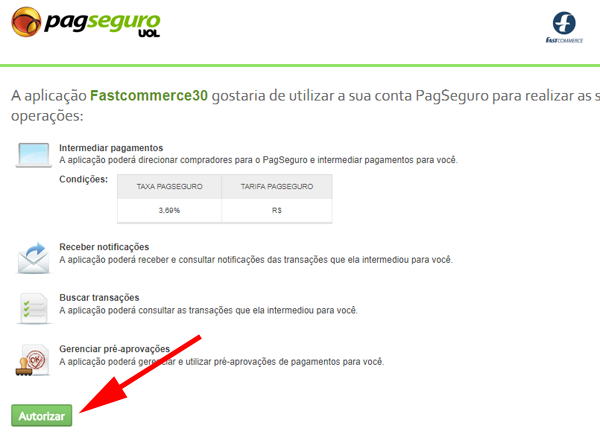 pagseguro
UOL
FASTCOMMERCE
A aplicação Fastcommerce30 gostaria de utilizar a sua conta PagSeguro para realizar as s
operações:
Intermediar pagamentos
A aplicação poderá direcionar compradores para o PagSeguro e intermediar pagamentos para você.
Condições:
TAXA PAGSEGURO TARIFA PAGSEGURO
3,69% R$
Receber notificações
A aplicação poderá receber e consultar notificações das transações que ela intermediou para você.
Buscar transações
A aplicação poderá consultar as transações que ela intermediou para você.
OK
Gerenciar pré-aprovações
A aplicação poderá gerenciar e utilizar pré-aprovações de pagamentos para você.
Autorizar